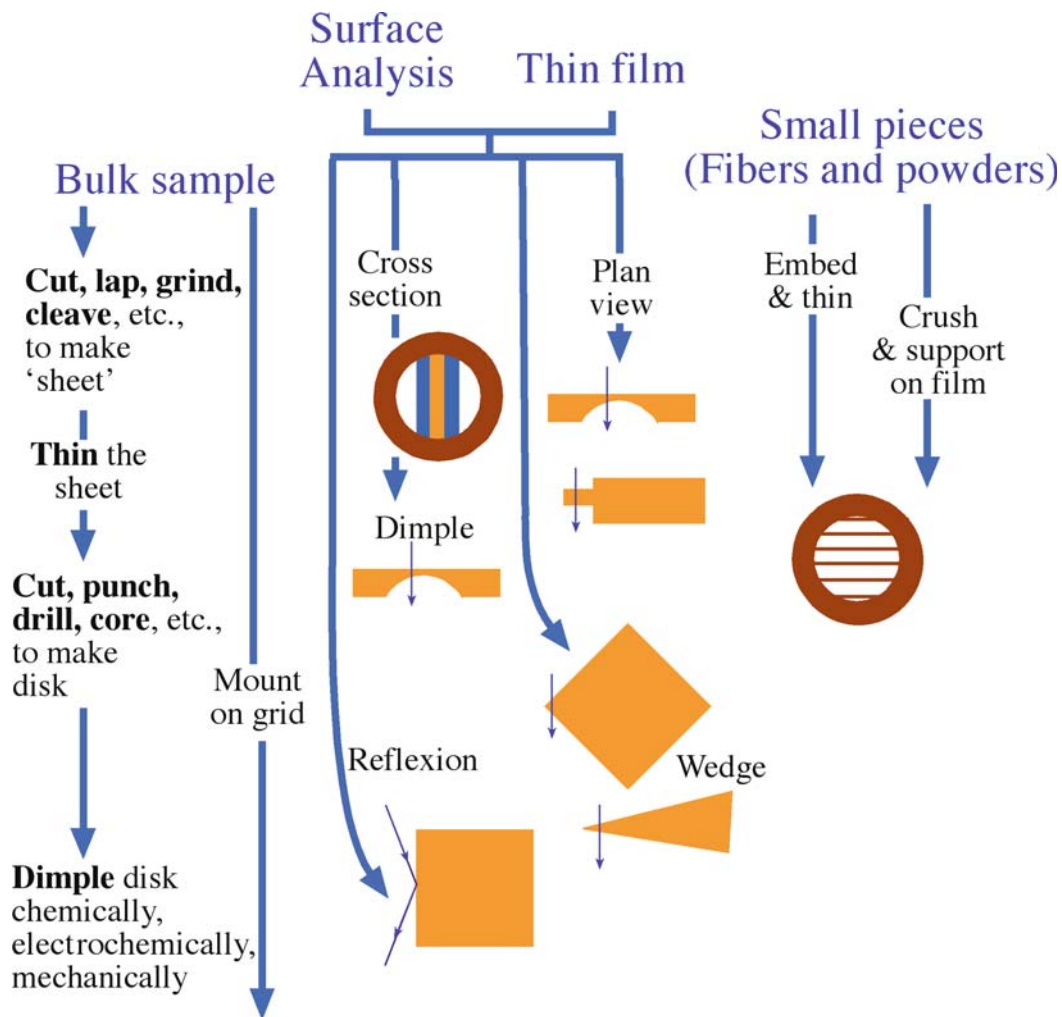 Surface
Analysis
Thin film
Small pieces
(Fibers and powders)
Bulk sample
Cut, lap, grind,
cleave, etc.,
to make
‘sheet’
Thin the
sheet
Cut, punch,
drill, core, etc.,
to make
disk
Dimple disk
chemically,
electrochemically,
mechanically
Mount
on grid
Cross
section
Dimple
Reflexion
Plan
view
Wedge
Embed
& thin
Crush
& support
on film